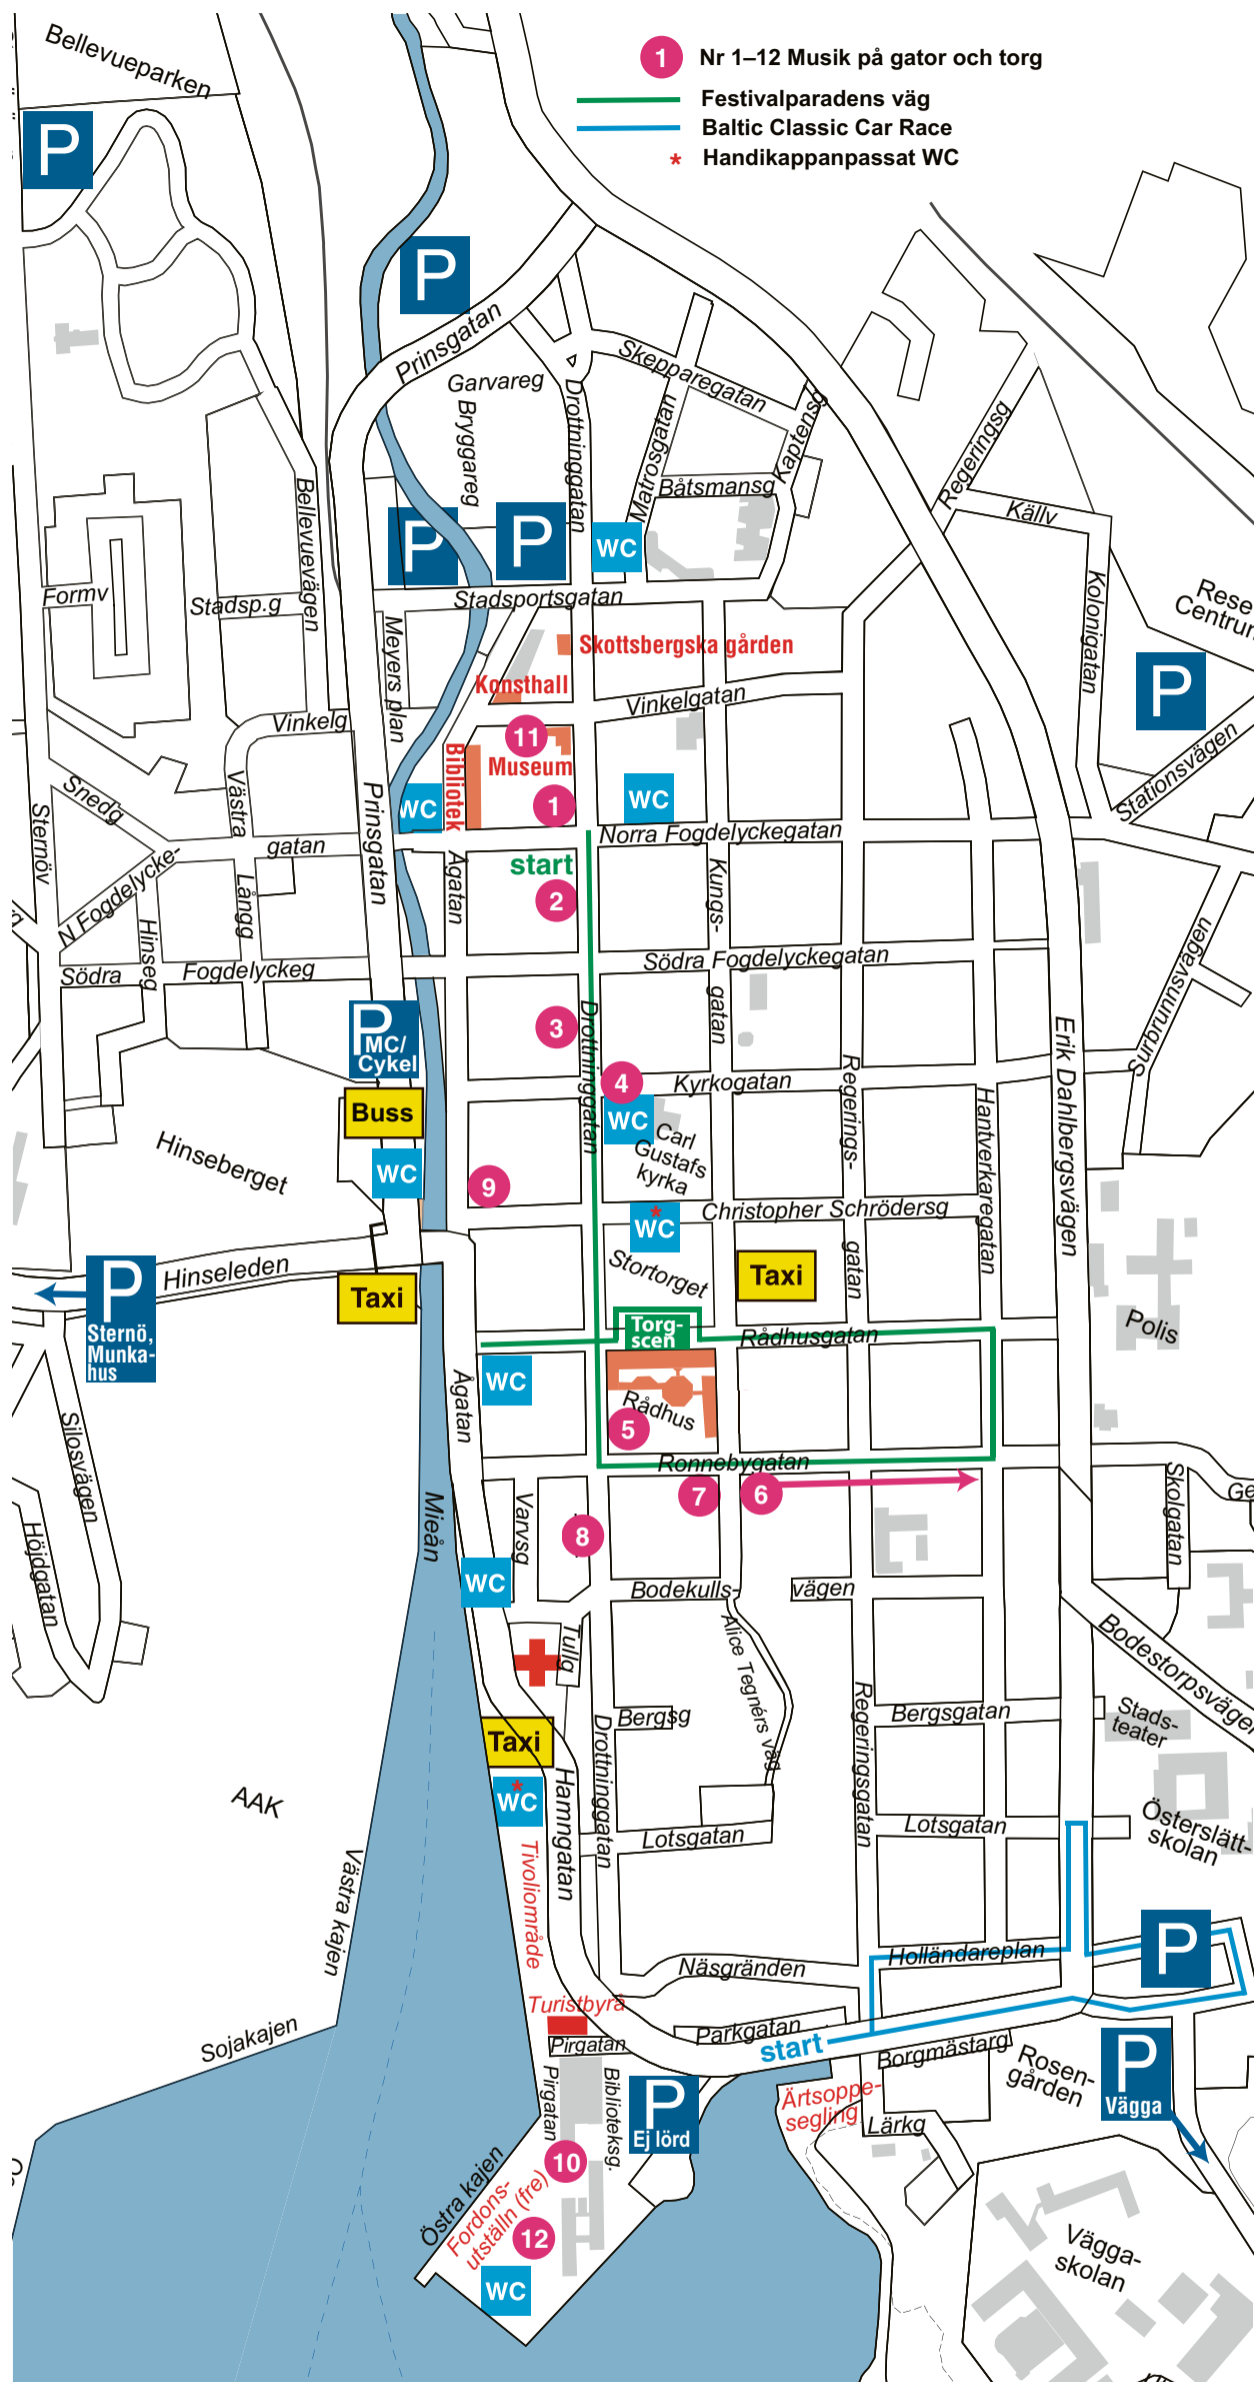 Bellevueparken
1 Nr 1–12 Musik på gator och torg
Festivalparadens väg
Baltic Classic Car Race
* Handikappanpassat WC
P
P
Prinsgatan
Garvareg
Bryggareg
Drottninggatan
Skepparegatan
Matrosgatan
Kaptensg
Båtsmansg
Regeringsg
Källv
Kolonigatan
Rese
Centrum
P
Stationsvägen
Bellevuevägen
P
P
WC
Formv
Stadsp.g
Stadsportsgatan
Meyers plan
Skottsbergska gården
Konsthall
Vinkelgatan
Vinkelg
11
Museum
Bibliotek
1
WC
WC
Snedg
Västra
Sternöv
Prinsgatan
Norra Fogdelyckegatan
gatan
N Fogdelycke-
Långg
Hinseg
Ågatan
start
2
Kungs-
gatan
Södra
Fogdelyckeg
Södra Fogdelyckegatan
Surbrunnsvägen
P
MC/
Cykel
3
Drottninggatan
4
Kyrkogatan
Regerings-
gatan
Hantverkaregatan
Erik Dahlbergsvägen
Buss
WC
Carl
Gustafs
kyrka
Hinseberget
WC
9
WC
*
Christopher Schrödersg
Stortorget
Taxi
Hinseleden
P
Sternö,
Munka-
hus
Taxi
Torg-
scen
Rådhusgatan
Polis
WC
Ågatan
Rådhus
5
Ronnebygatan
Silosvägen
Höjdgatan
Mieån
Varvsg
7
6
8
Skolgatan
Ge
WC
Bodekulls-
vägen
Alice Tegnérs väg
Tullg
Bodestorpsvägen
Bergsg
Regeringsgatan
Bergsgatan
Stads-
teater
Taxi
WC
*
Drottninggatan
Hamngatan
AAK
Lotsgatan
Lotsgatan
Österslätt-
skolan
Tivoliområde
Västra kajen
Näsgränden
Holländareplan
P
Sojakajen
Turistbyrå
Pirgatan
Parkgatan
start
Borgmästarg
Rosen-
gården
P
Vägga
Pirgatan
Biblioteksg.
P
Ej lörd
Ärtsoppe-
segling
Lärkg
10
Östra kajen
Fordons-
utställn (fre)
12
WC
Vägga-
skolan